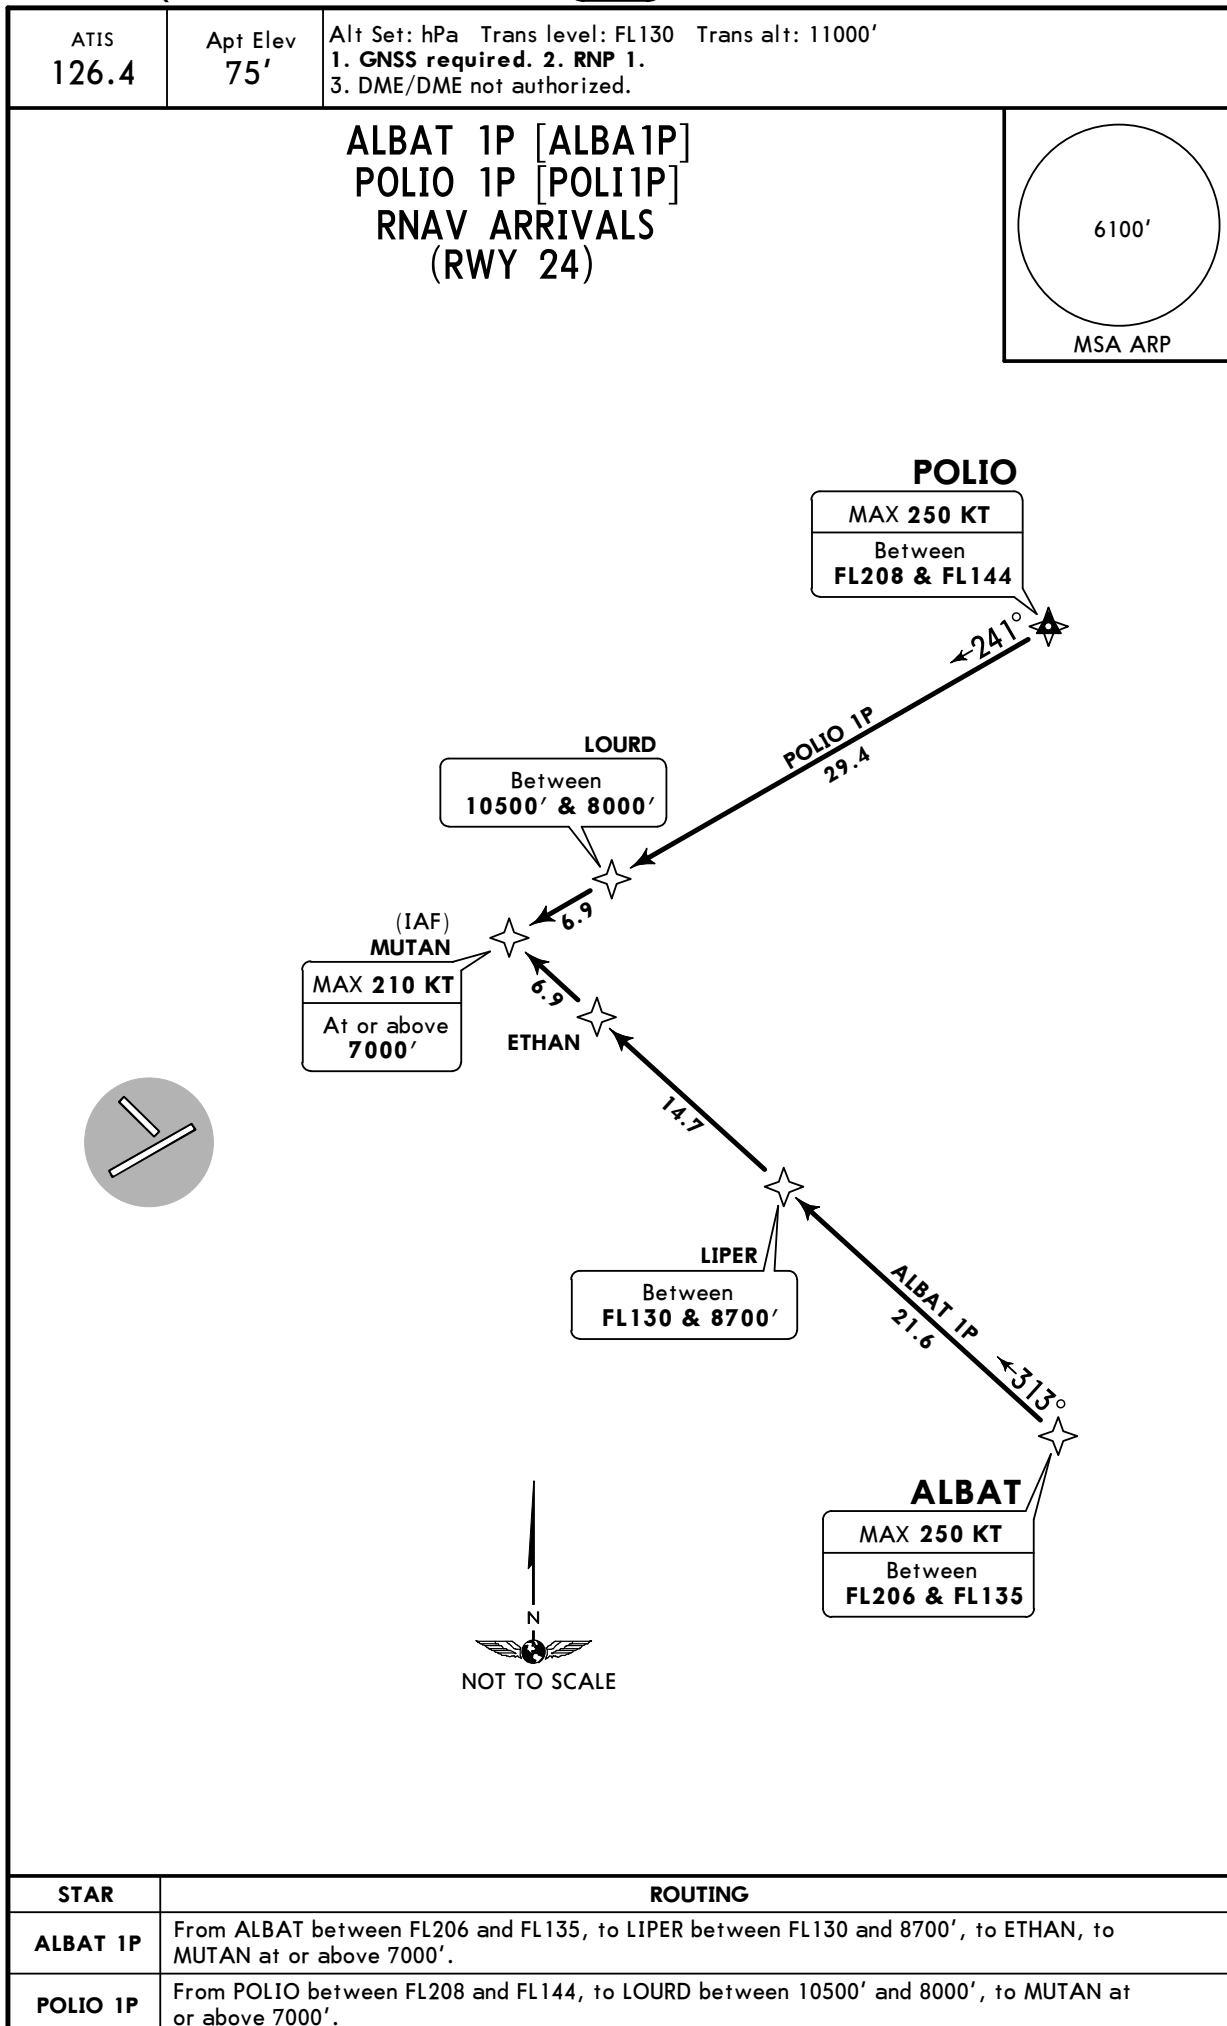 ATIS
126.4
Apt Elev
75'
Alt Set: hPa Trans level: FL130 Trans alt: 11000'
1. GNSS required. 2. RNP 1.
3. DME/DME not authorized.
ALBAT 1P [ALBA1P]
POLIO 1P [POLI1P]
RNAV ARRIVALS
(RWY 24)
6100'
MSA ARP
POLIO
MAX 250 KT
Between
FL208 & FL144
241°
POLIO 1P
29.4
LOURD
Between
10500' & 8000'
6.9
(IAF)
MUTAN
MAX 210 KT
At or above
7000'
6.9
ETHAN
14.7
LIPER
Between
FL130 & 8700'
ALBAT 1P
21.6
313°
ALBAT
MAX 250 KT
Between
FL206 & FL135
N
NOT TO SCALE
STAR ROUTING
ALBAT 1P
From ALBAT between FL206 and FL135, to LIPER between FL130 and 8700', to ETHAN, to
MUTAN at or above 7000'.
POLIO 1P
From POLIO between FL208 and FL144, to LOURD between 10500' and 8000', to MUTAN at
or above 7000'.